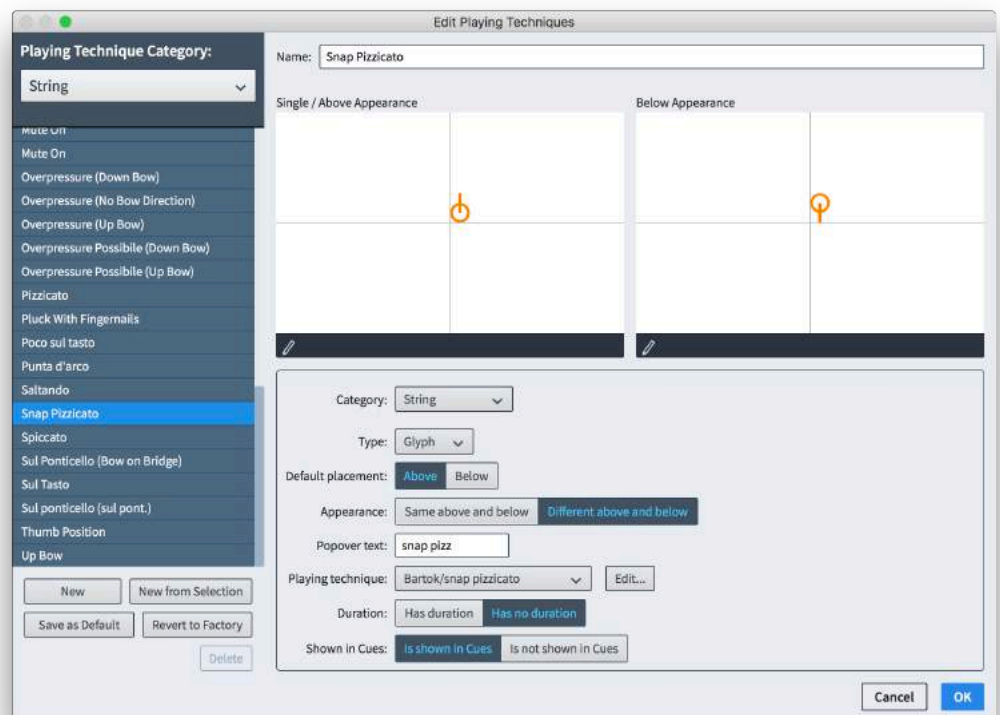 Edit Playing Techniques
Playing Technique Category:
String
Mute Off
Mute On
Overpressure (Down Bow)
Overpressure (No Bow Direction)
Overpressure (Up Bow)
Overpressure Possibile (Down Bow)
Overpressure Possibile (Up Bow)
Pizzicato
Pluck With Fingernails
Poco sul tasto
Punta d'arco
Saltando
Snap Pizzicato
Spiccato
Sul Ponticello (Bow on Bridge)
Sul Tasto
Sul ponticello (sul pont.)
Thumb Position
Up Bow
New New from Selection
Save as Default Revert to Factory
Delete
Name: Snap Pizzicato
Single / Above Appearance Below Appearance
Category: String
Type: Glyph
Default placement: Above Below
Appearance: Same above and below Different above and below
Popover text: snap pizz
Playing technique: Bartok/snap pizzicato Edit...
Duration: Has duration Has no duration
Shown in Cues: Is shown in Cues Is not shown in Cues
Cancel OK